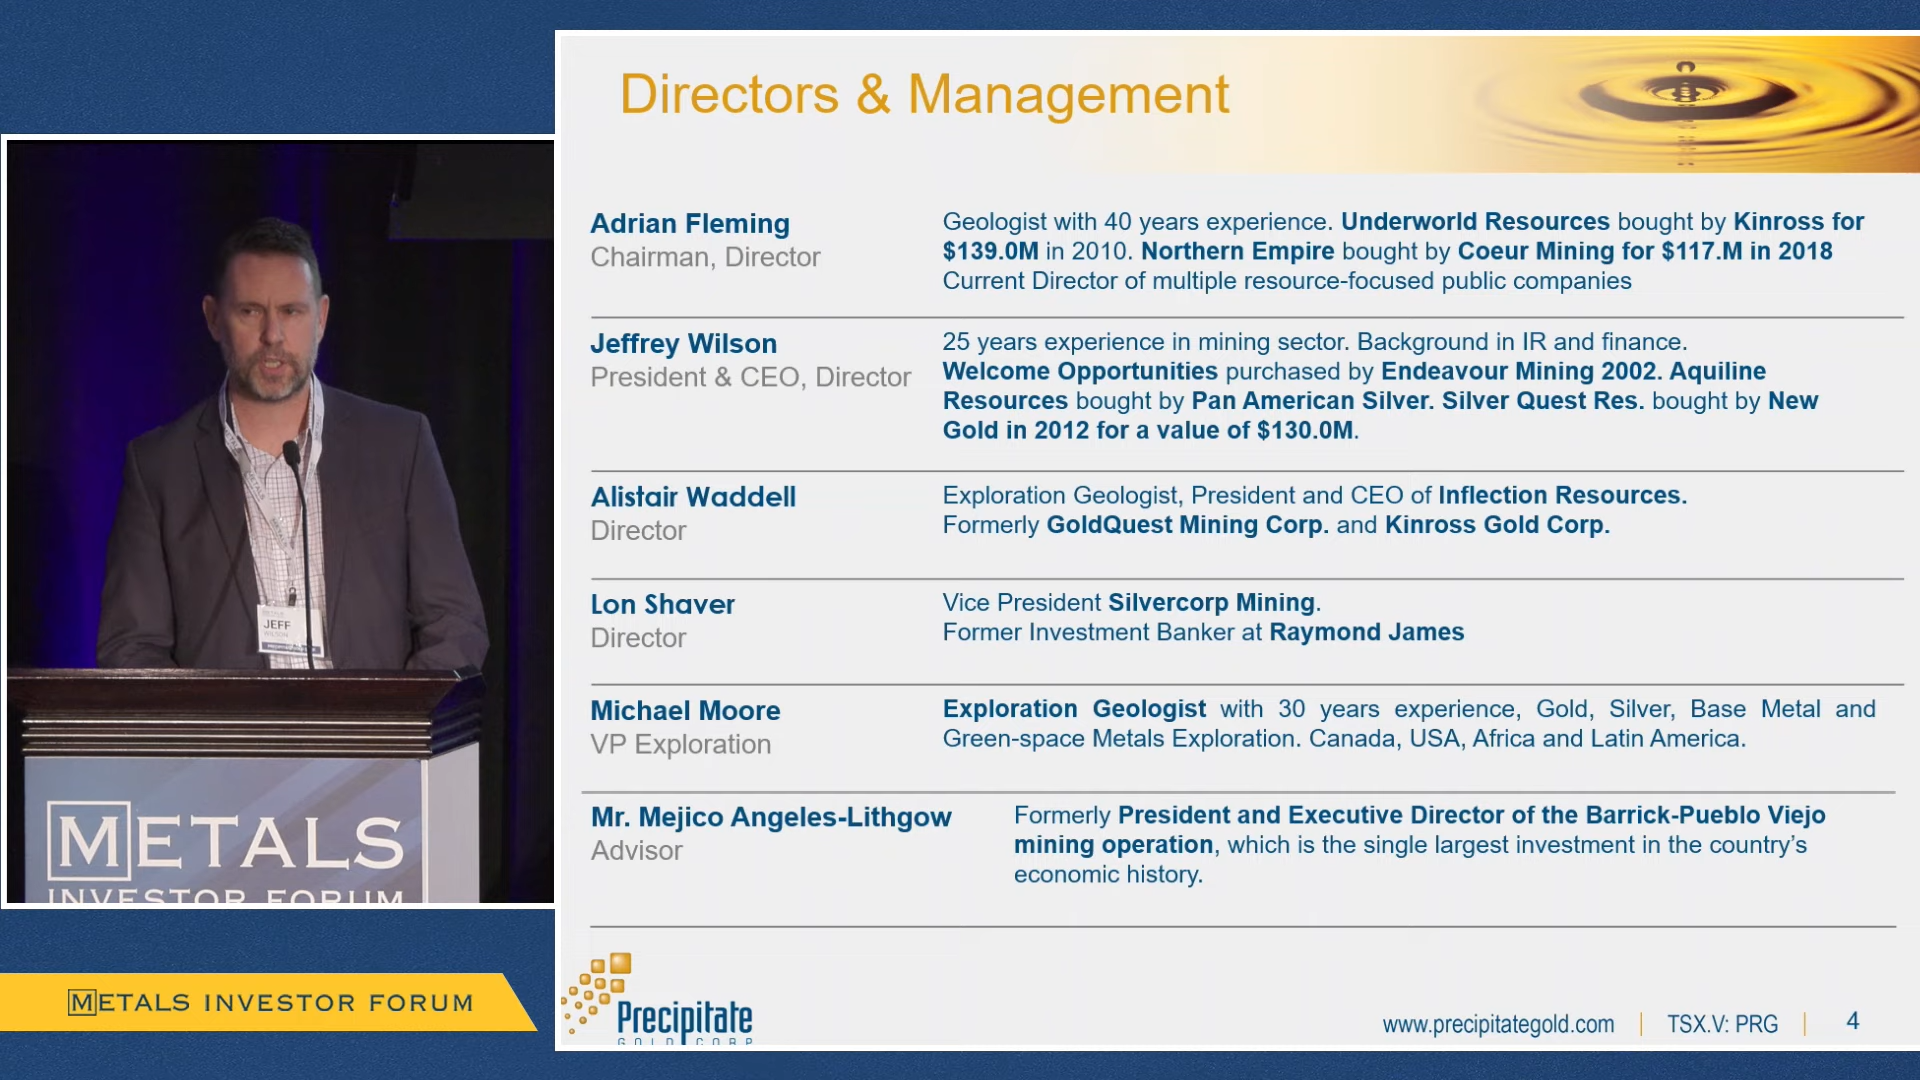 Directors & Management
Adrian Fleming
Chairman, Director
Geologist with 40 years experience. Underworld Resources bought by Kinross for
$139.0M in 2010. Northern Empire bought by Coeur Mining for $117.M in 2018
Current Director of multiple resource-focused public companies
Jeffrey Wilson
President & CEO, Director
25 years experience in mining sector. Background in IR and finance.
Welcome Opportunities purchased by Endeavour Mining 2002. Aquiline
Resources bought by Pan American Silver. Silver Quest Res. bought by New
Gold in 2012 for a value of $130.0M.
Alistair Waddell
Director
Exploration Geologist, President and CEO of Inflection Resources.
Formerly GoldQuest Mining Corp. and Kinross Gold Corp.
Lon Shaver
Director
Vice President Silvercorp Mining.
Former Investment Banker at Raymond James
Michael Moore
VP Exploration
Exploration Geologist with 30 years experience, Gold, Silver, Base Metal and
Green-space Metals Exploration. Canada, USA, Africa and Latin America.
Mr. Mejico Angeles-Lithgow
Advisor
Formerly President and Executive Director of the Barrick-Pueblo Viejo
mining operation, which is the single largest investment in the country's
economic history.
Precipitate
GOLD CORP
www.precipitategold.com | TSX.V: PRG | 4
JEFF
WILSON
METALS
INVESTOR FORUM
METALS INVESTOR FORUM